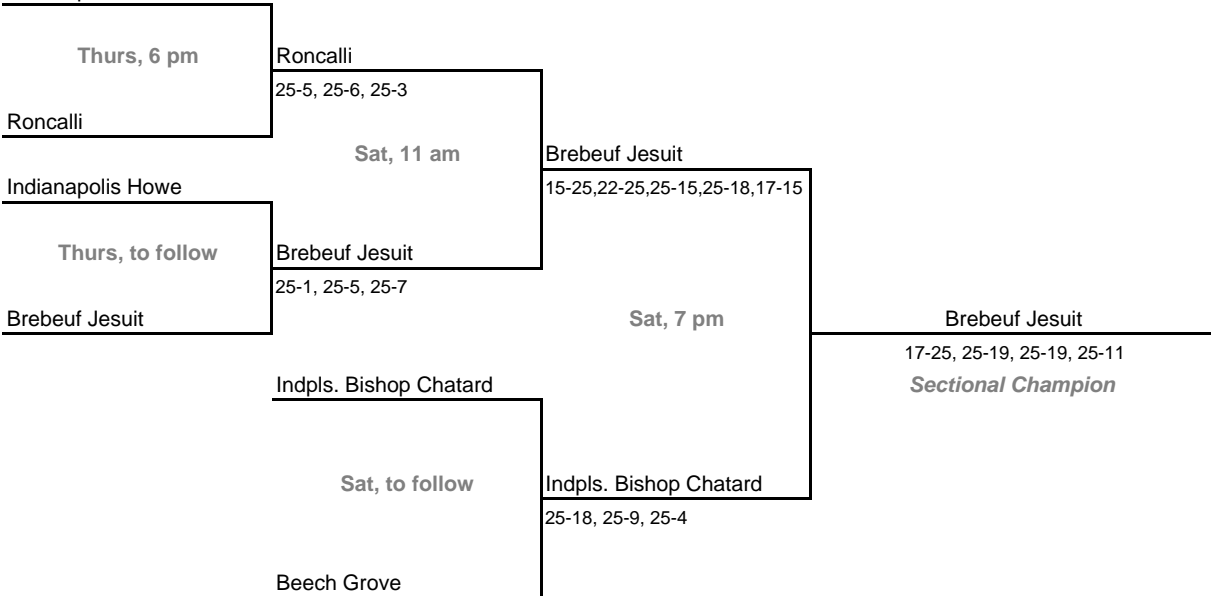 Thurs, 6 pm
Roncalli
25-5, 25-6, 25-3
Roncalli
Sat, 11 am
Brebeuf Jesuit
Indianapolis Howe
15-25,22-25,25-15,25-18,17-15
Thurs, to follow
Brebeuf Jesuit
25-1, 25-5, 25-7
Brebeuf Jesuit
Sat, 7 pm
Brebeuf Jesuit
17-25, 25-19, 25-19, 25-11
Indpls. Bishop Chatard
Sectional Champion
Sat, to follow
Indpls. Bishop Chatard
25-18, 25-9, 25-4
Beech Grove